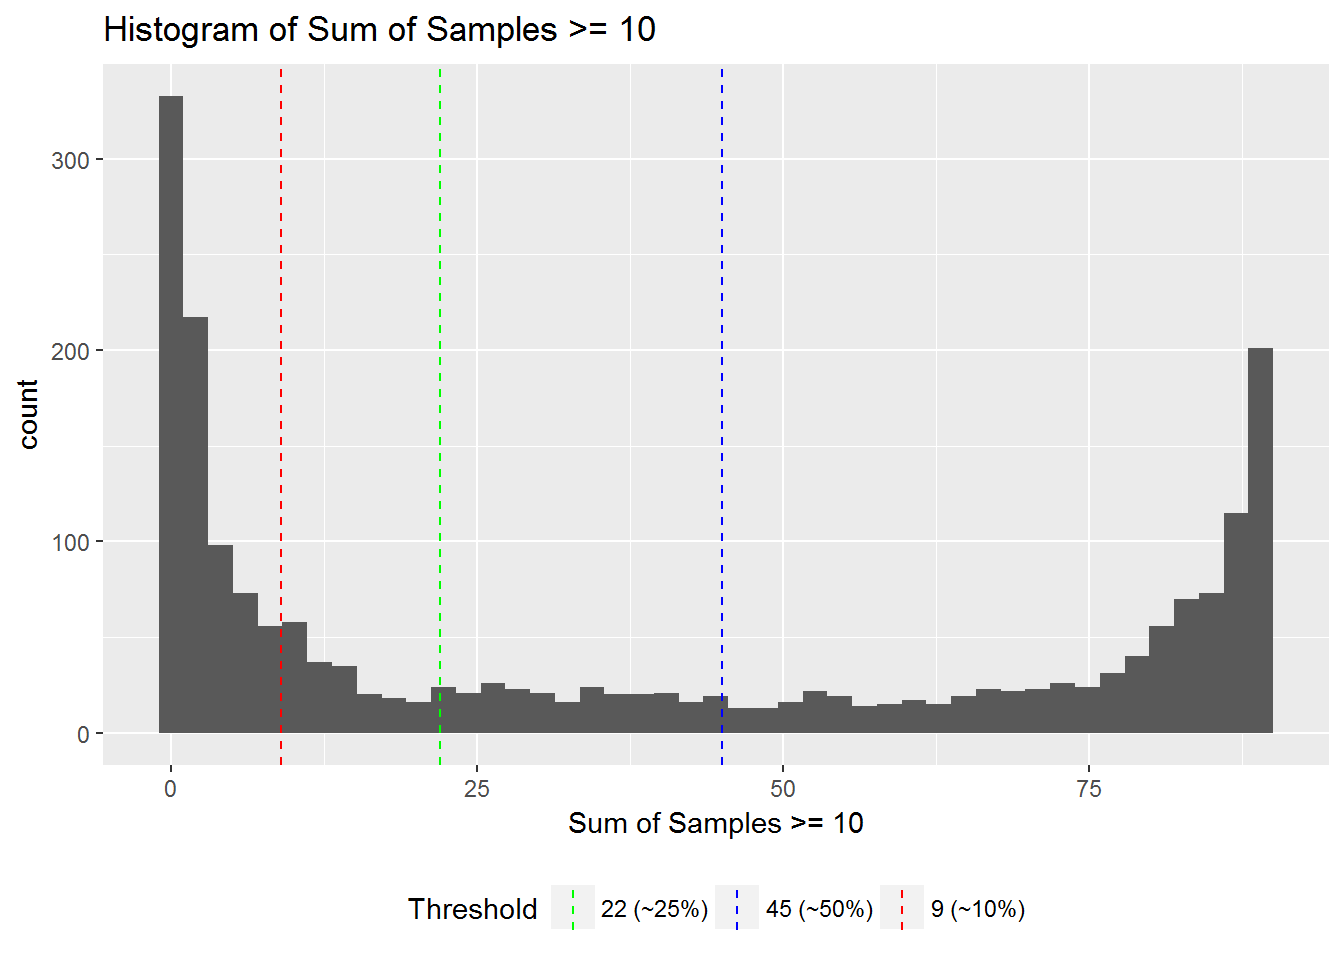 Histogram of Sum of Samples >= 10
300
200
100
0
count
0 25 50 75
Sum of Samples >= 10
Threshold 22 (~25%) 45 (~50%) 9 (~10%)